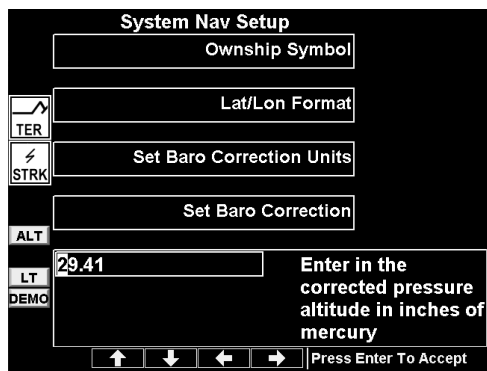 System Nav Setup
Ownship Symbol
Lat/Lon Format
TER
Set Baro Correction Units
STRK
Set Baro Correction
ALT
29.41
Enter in the
corrected pressure
altitude in inches of
mercury
LT
DEMO
Press Enter To Accept